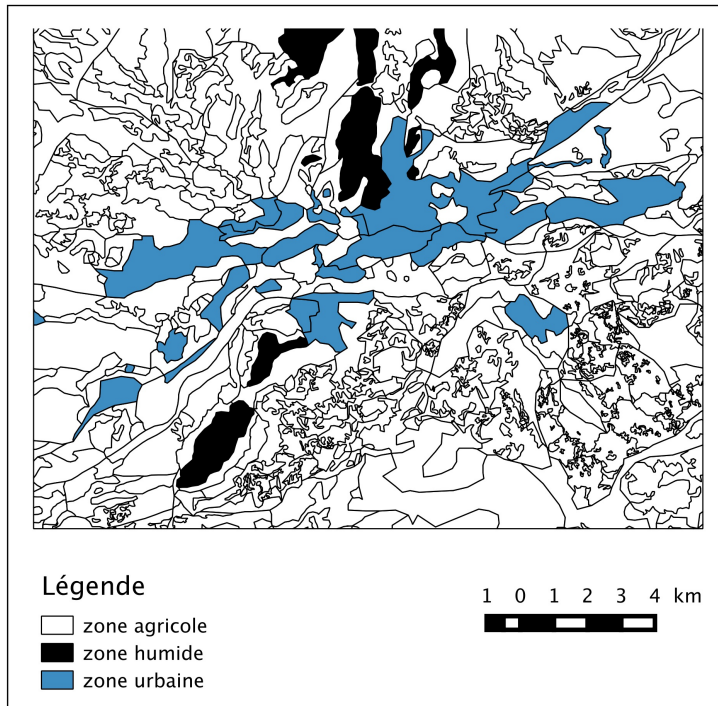 Légende
zone agricole
zone humide
zone urbaine
1 0 1 2 3 4 km